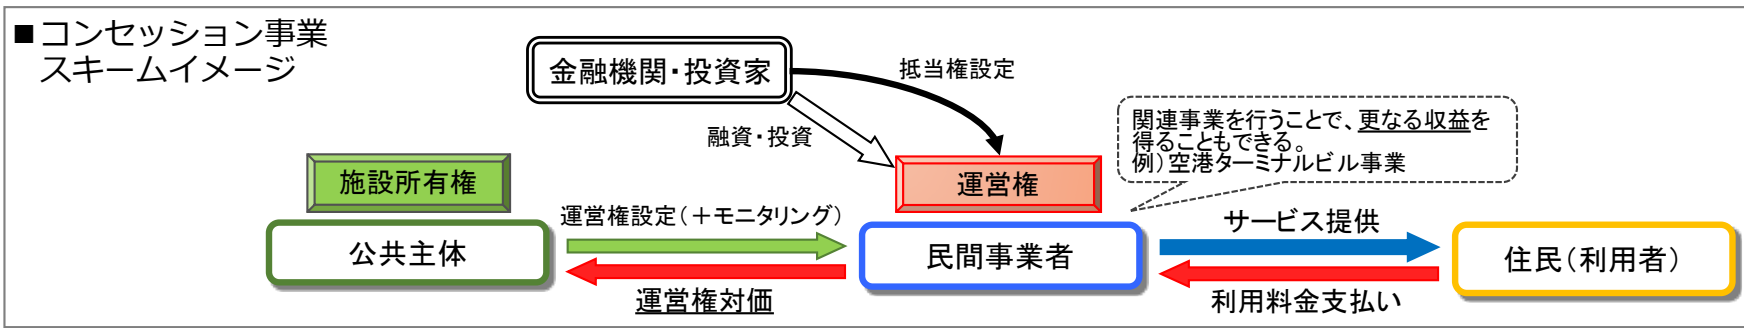 ■コンセッション事業
スキームイメージ
金融機関・投資家
抵当権設定
融資・投資
関連事業を行うことで、更なる収益を
得ることもできる。
例）空港ターミナルビル事業
施設所有権
運営権
運営権設定（＋モニタリング）
サービス提供
公共主体
民間事業者
住民（利用者）
運営権対価
利用料金支払い